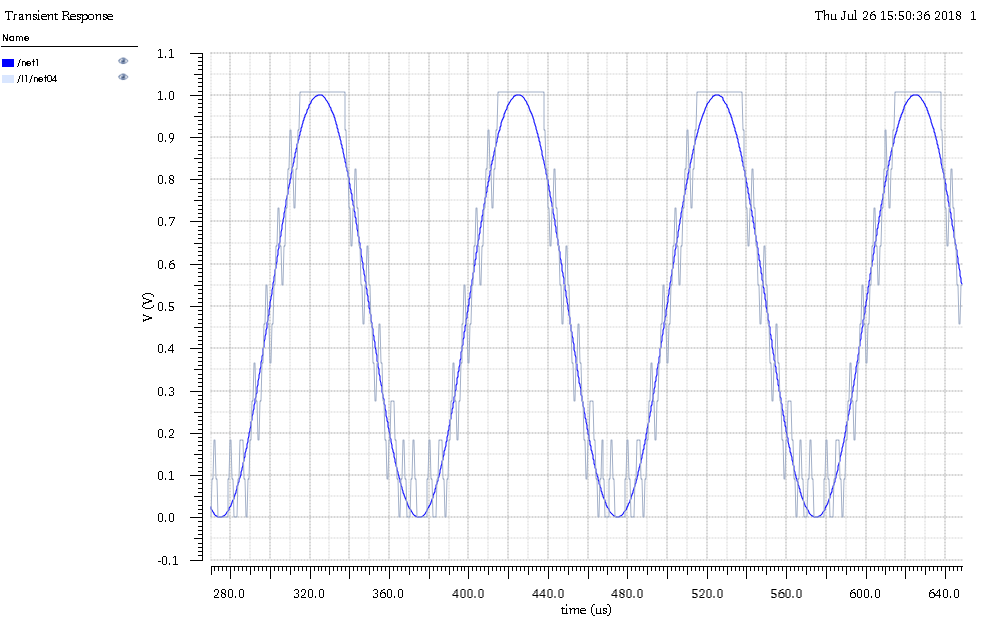 Transient Response
Thu Jul 26 15:50:36 2018 1
Name
/net1
/I1/net04
1.1
1.0
0.9
0.8
0.7
0.6
0.5
0.4
0.3
0.2
0.1
0.0
-0.1
V (V)
280.0 320.0 360.0 400.0 440.0 480.0 520.0 560.0 600.0 640.0
time (us)